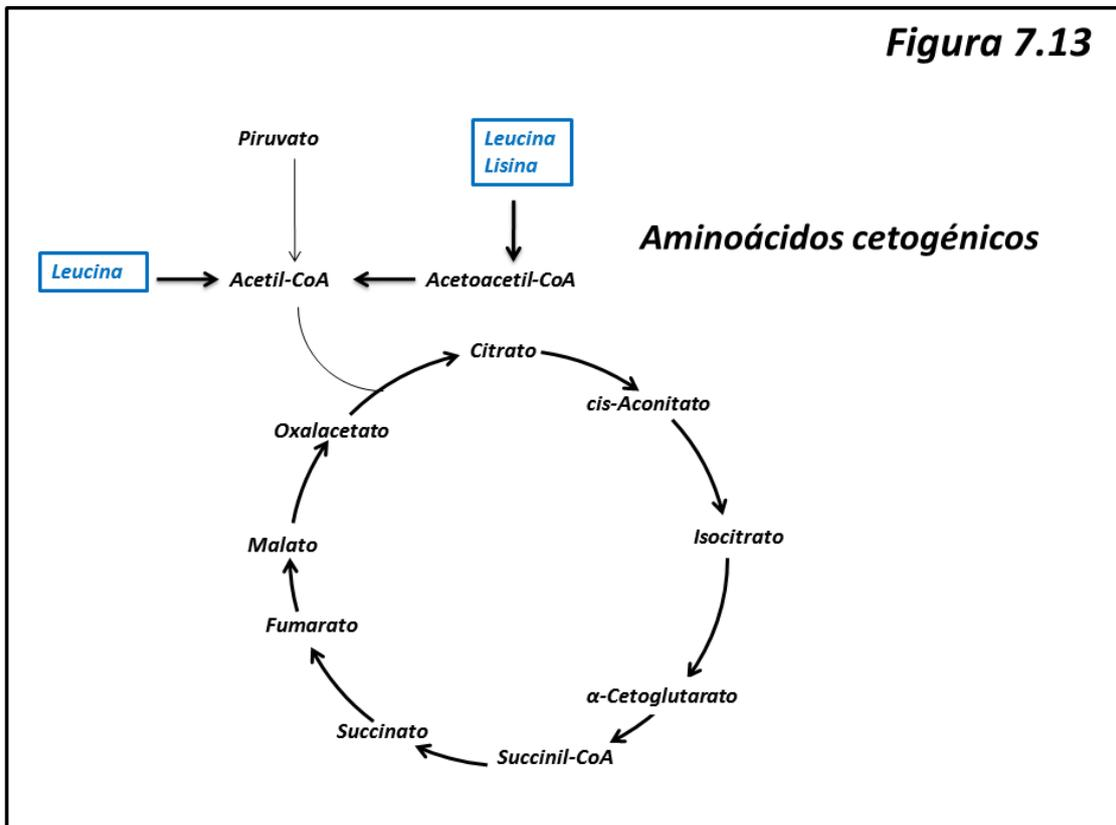 Figura 7.13
Piruvato
Leucina
Lisina
Aminoácidos cetogénicos
Leucina
Acetil-CoA
Acetoacetil-CoA
Citrato
cis-Aconitato
Oxalacetato
Isocitrato
Malato
Fumarato
α-Cetoglutarato
Succinato
Succinil-CoA